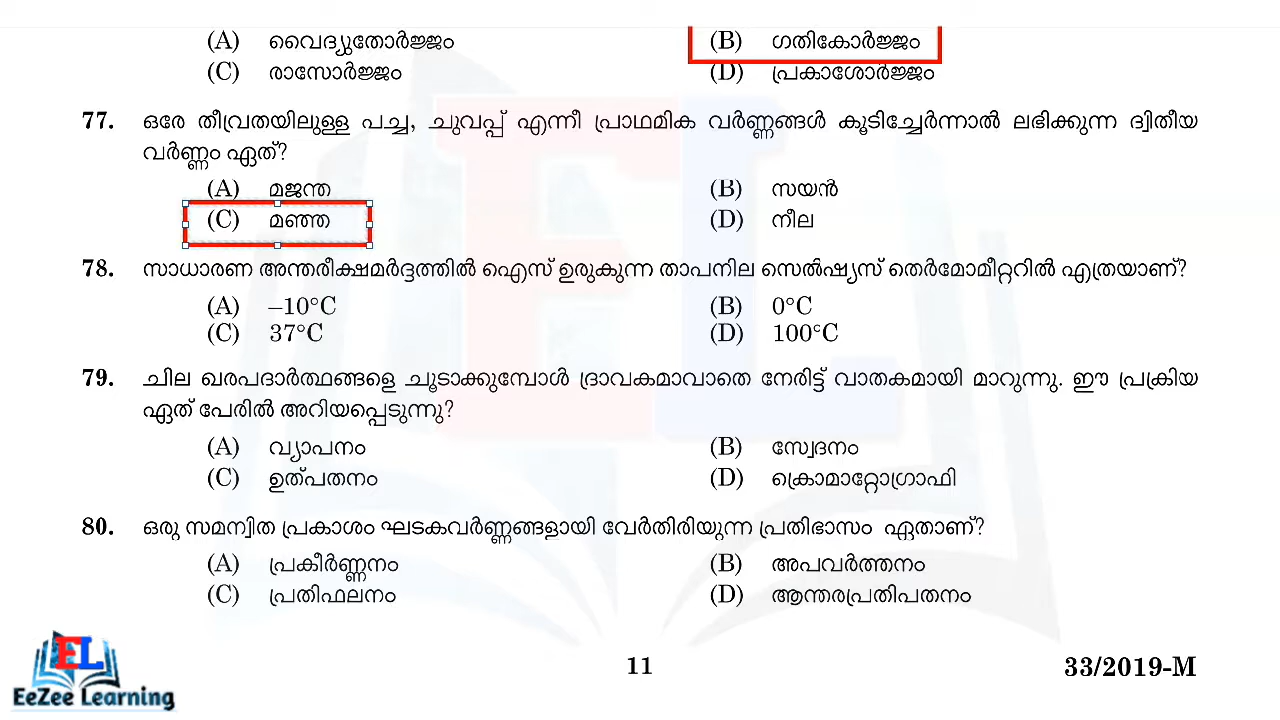 (A) വൈദ്യുതോർജ്ജം (B) ഗതികോർജ്ജം
(C) രാസോർജ്ജം (D) പ്രകാശോർജ്ജം
77. ഒരേ തീവ്രതയിലുള്ള പച്ച, ചുവപ്പ് എന്നീ പ്രാഥമിക വർണ്ണങ്ങൾ കൂടിച്ചേർന്നാൽ ലഭിക്കുന്ന ദ്വിതീയ
വർണ്ണം ഏത്?
(A) മജന്ത (B) സയൻ
(C) മഞ്ഞ (D) നീല
78. സാധാരണ അന്തരീക്ഷമർദ്ദത്തിൽ ഐസ് ഉരുകുന്ന താപനില സെൽഷ്യസ് തെർമോമീറ്ററിൽ എത്രയാണ്?
(A) –10°C (B) 0°C
(C) 37°C (D) 100°C
79. ചില ഖരപദാർത്ഥങ്ങളെ ചൂടാക്കുമ്പോൾ ദ്രാവകമാവാതെ നേരിട്ട് വാതകമായി മാറുന്നു. ഈ പ്രക്രിയ
ഏത് പേരിൽ അറിയപ്പെടുന്നു?
(A) വ്യാപനം (B) സ്വേദനം
(C) ഉത്പതനം (D) ക്രൊമാറ്റോഗ്രാഫി
80. ഒരു സമന്വിത പ്രകാശം ഘടകവർണ്ണങ്ങളായി വേർതിരിയുന്ന പ്രതിഭാസം ഏതാണ്?
(A) പ്രകീർണ്ണനം (B) അപവർത്തനം
(C) പ്രതിഫലനം (D) ആന്തരപ്രതിപതനം
EL
EeZee Learning
11 33/2019-M